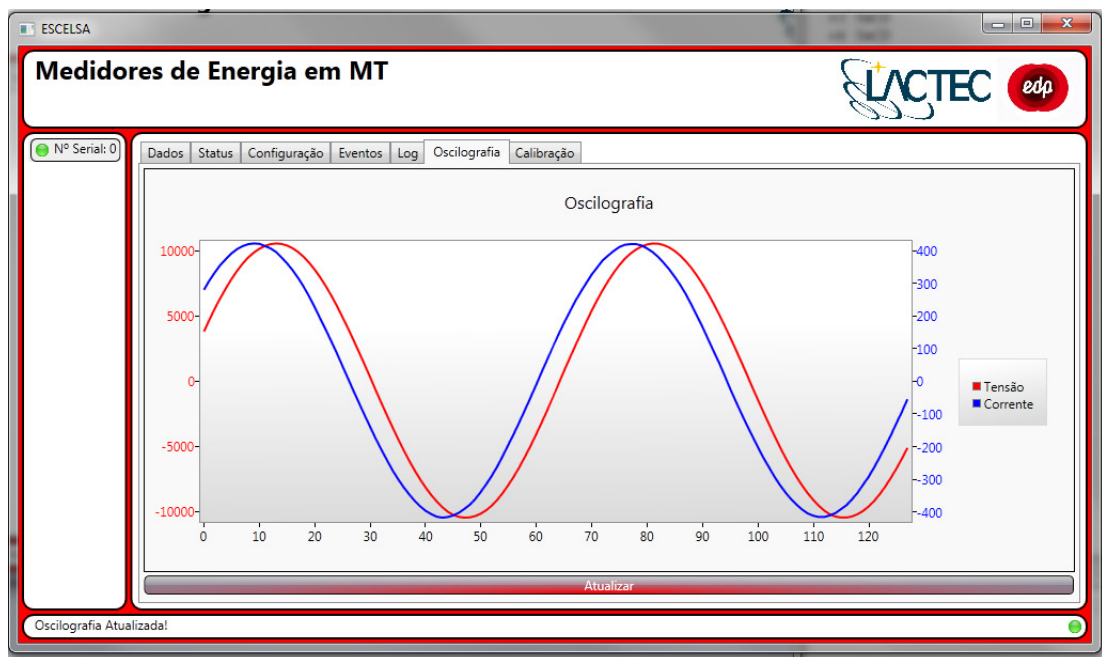 ESCELSA
Medidores de Energia em MT
LACTEC
edp
Nº Serial: 0
Dados Status Configuração Eventos Log Oscilografia Calibração
Oscilografia
10000
5000
0
-5000
-10000
400
300
200
100
0
-100
-200
-300
-400
0 10 20 30 40 50 60 70 80 90 100 110 120
Tensão
Corrente
Atualizar
Oscilografia Atualizada!